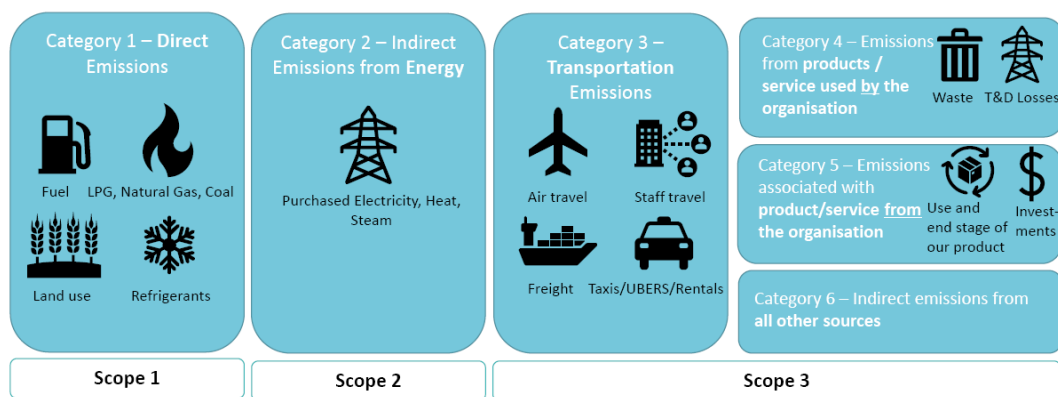 Category 1 – Direct
Emissions
Fuel
LPG, Natural Gas, Coal
Land use
Refrigerants
Category 2 – Indirect
Emissions from Energy
Purchased Electricity, Heat,
Steam
Category 3 –
Transportation
Emissions
Air travel
Staff travel
Freight
Taxis/UBERS/Rentals
Category 4 – Emissions
from products /
service used by the
organisation
Waste
T&D Losses
Category 5 – Emissions
associated with
product/service from
the organisation
Use and
end stage of
our product
Invest-
ments
Category 6 – Indirect emissions from
all other sources
Scope 1
Scope 2
Scope 3